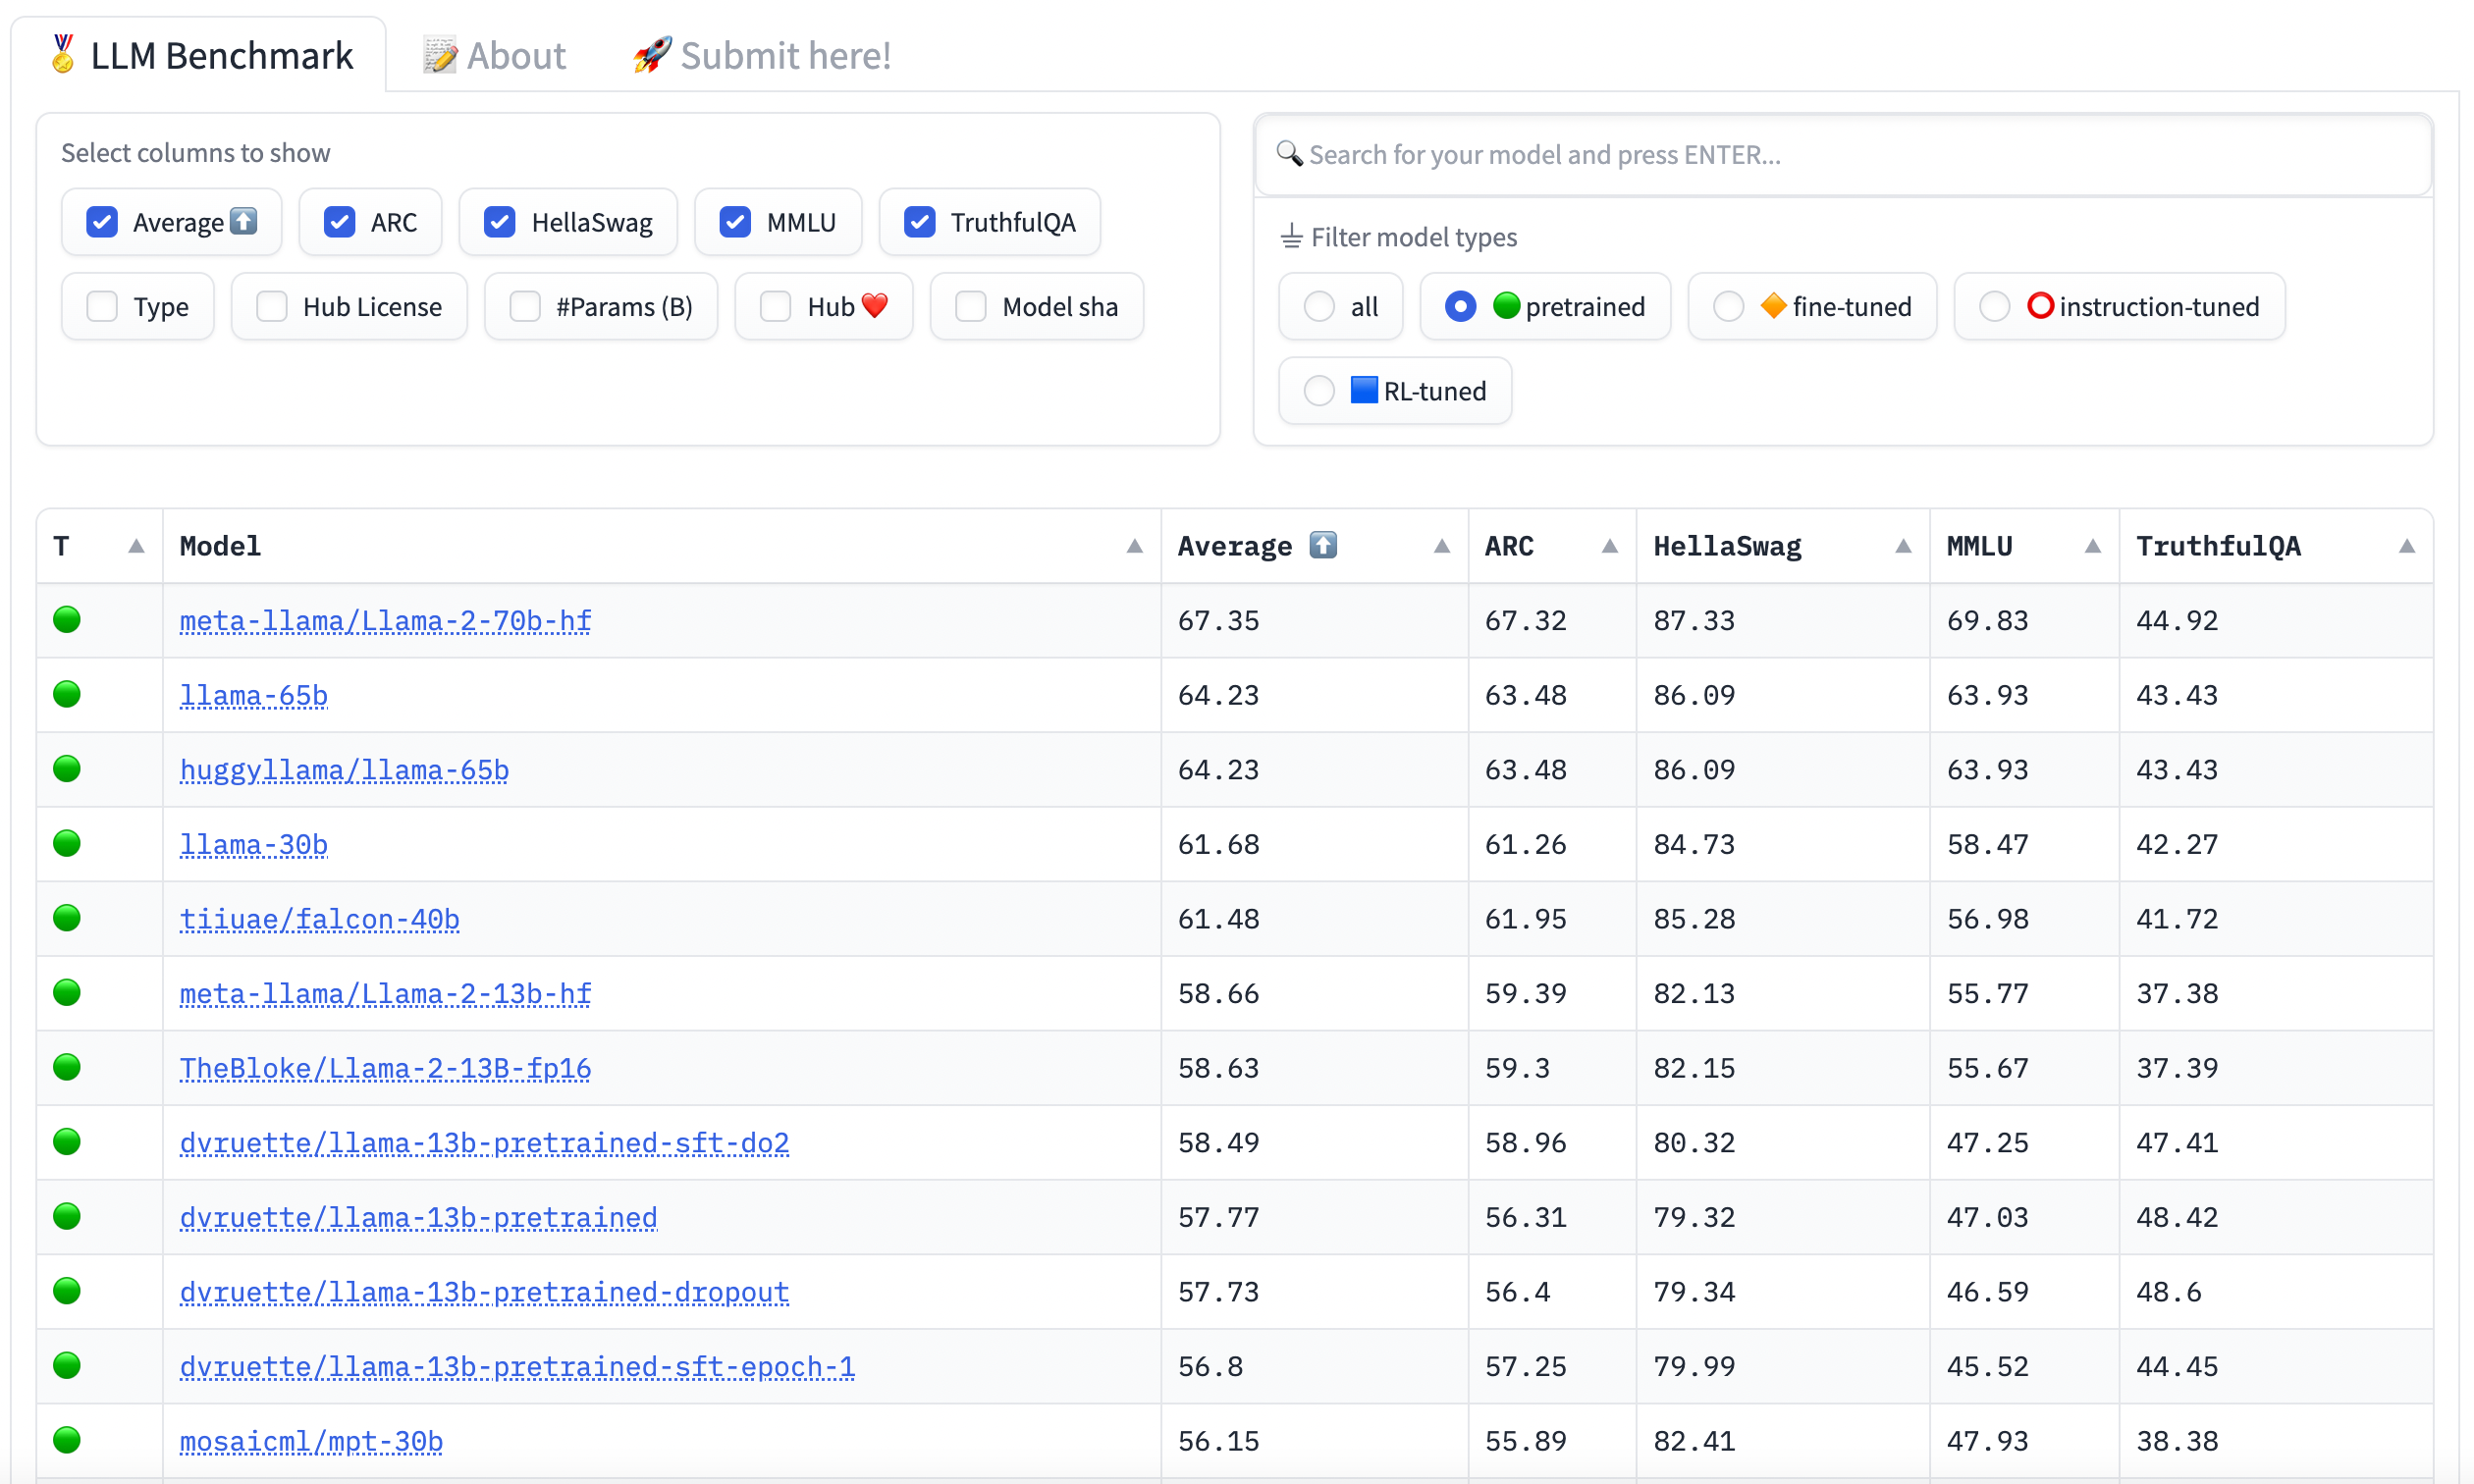 🏅 LLM Benchmark 📝 About 🚀 Submit here!
Select columns to show
Average ⬆️ ARC HellaSwag MMLU TruthfulQA
Type Hub License #Params (B) Hub ❤️ Model sha
🔍 Search for your model and press ENTER...
⏚ Filter model types
all 🟢 pretrained 🔶 fine-tuned ⭕ instruction-tuned
🟦 RL-tuned
T Model Average ⬆️ ARC HellaSwag MMLU TruthfulQA
🟢 meta-llama/Llama-2-70b-hf 67.35 67.32 87.33 69.83 44.92
🟢 llama-65b 64.23 63.48 86.09 63.93 43.43
🟢 huggyllama/llama-65b 64.23 63.48 86.09 63.93 43.43
🟢 llama-30b 61.68 61.26 84.73 58.47 42.27
🟢 tiiuae/falcon-40b 61.48 61.95 85.28 56.98 41.72
🟢 meta-llama/Llama-2-13b-hf 58.66 59.39 82.13 55.77 37.38
🟢 TheBloke/Llama-2-13B-fp16 58.63 59.3 82.15 55.67 37.39
🟢 dvruette/llama-13b-pretrained-sft-do2 58.49 58.96 80.32 47.25 47.41
🟢 dvruette/llama-13b-pretrained 57.77 56.31 79.32 47.03 48.42
🟢 dvruette/llama-13b-pretrained-dropout 57.73 56.4 79.34 46.59 48.6
🟢 dvruette/llama-13b-pretrained-sft-epoch-1 56.8 57.25 79.99 45.52 44.45
🟢 mosaicml/mpt-30b 56.15 55.89 82.41 47.93 38.38